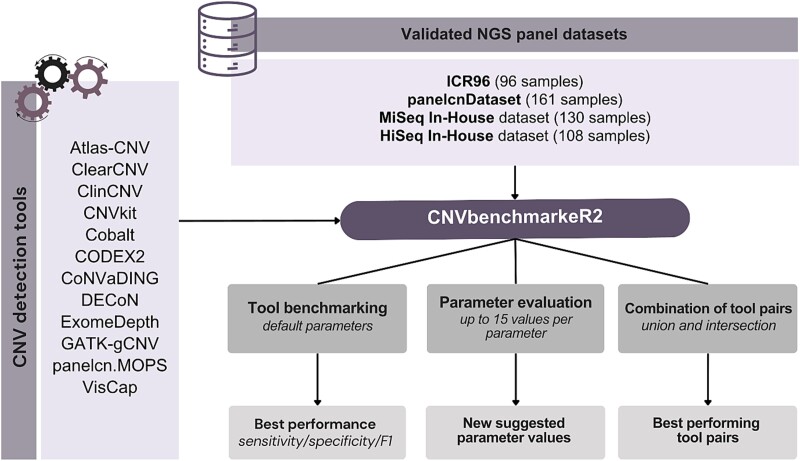 Validated NGS panel datasets
ICR96 (96 samples)
panelcnDataset (161 samples)
MiSeq In-House dataset (130 samples)
HiSeq In-House dataset (108 samples)
CNV detection tools
Atlas-CNV
ClearCNV
ClinCNV
CNVkit
Cobalt
CODEX2
CoNVaDING
DECoN
ExomeDepth
GATK-gCNV
panelcn.MOPS
VisCap
CNVbenchmarkeR2
Tool benchmarking
default parameters
Parameter evaluation
up to 15 values per
parameter
Combination of tool pairs
union and intersection
Best performance
sensitivity/specificity/F1
New suggested
parameter values
Best performing
tool pairs